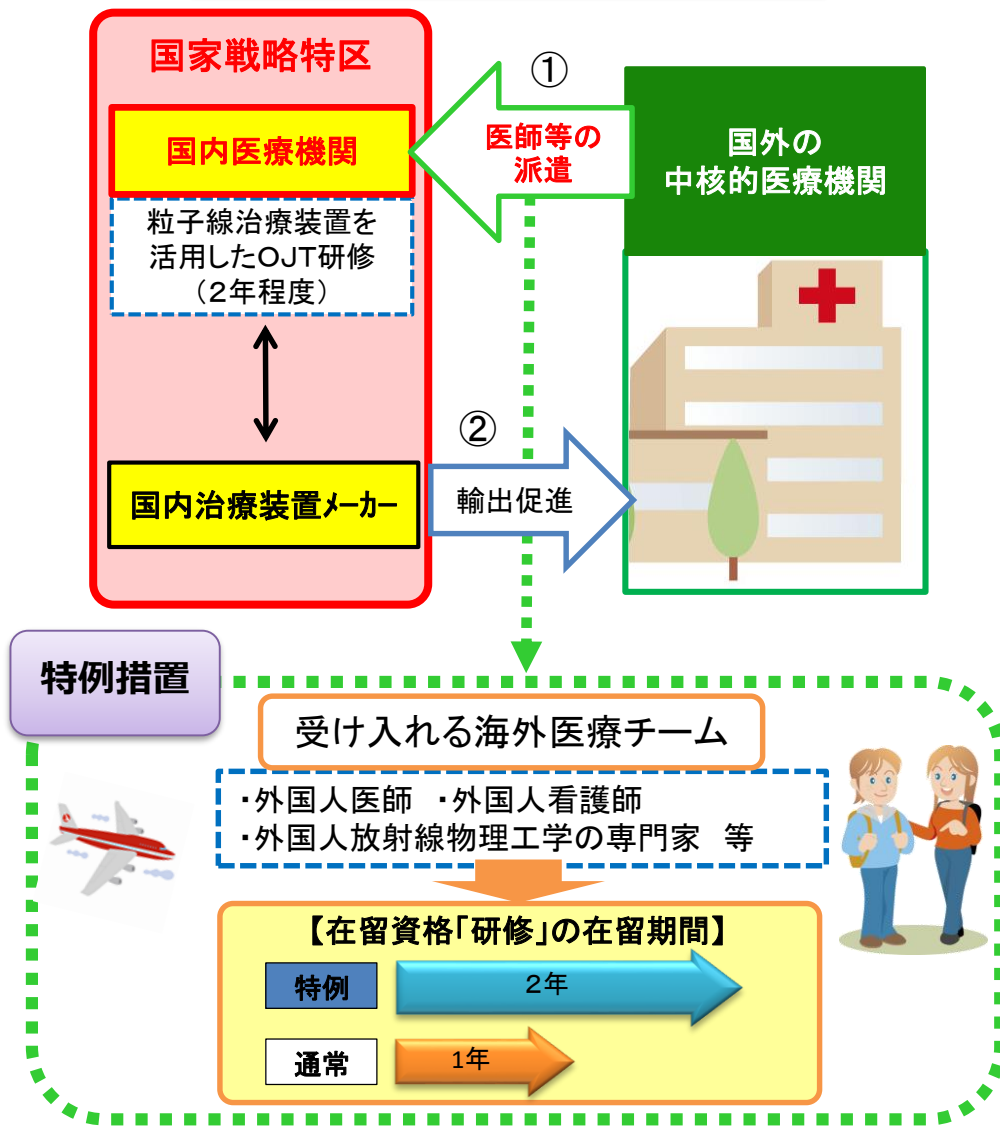 国家戦略特区
国内医療機関
粒子線治療装置を
活用したOJT研修
（2年程度）
国内治療装置ﾒｰｶｰ
①
医師等の
派遣
国外の
中核的医療機関
②
輸出促進
特例措置
受け入れる海外医療チーム
・外国人医師 ・外国人看護師
・外国人放射線物理工学の専門家 等
【在留資格「研修」の在留期間】
特例
2年
通常
1年